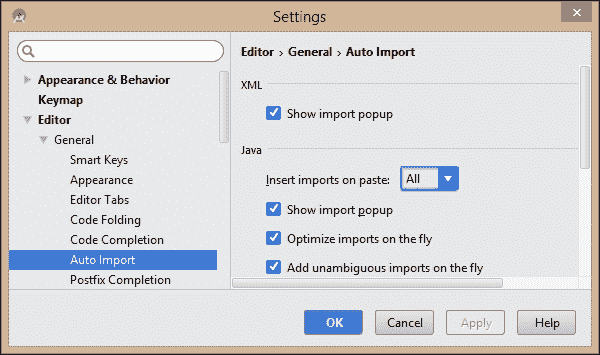 Settings
Appearance & Behavior
Keymap
Editor
General
Smart Keys
Appearance
Editor Tabs
Code Folding
Code Completion
Auto Import
Postfix Completion
Editor › General › Auto Import
XML
Show import popup
Java
Insert imports on paste: All
Show import popup
Optimize imports on the fly
Add unambiguous imports on the fly
OK Cancel Apply Help